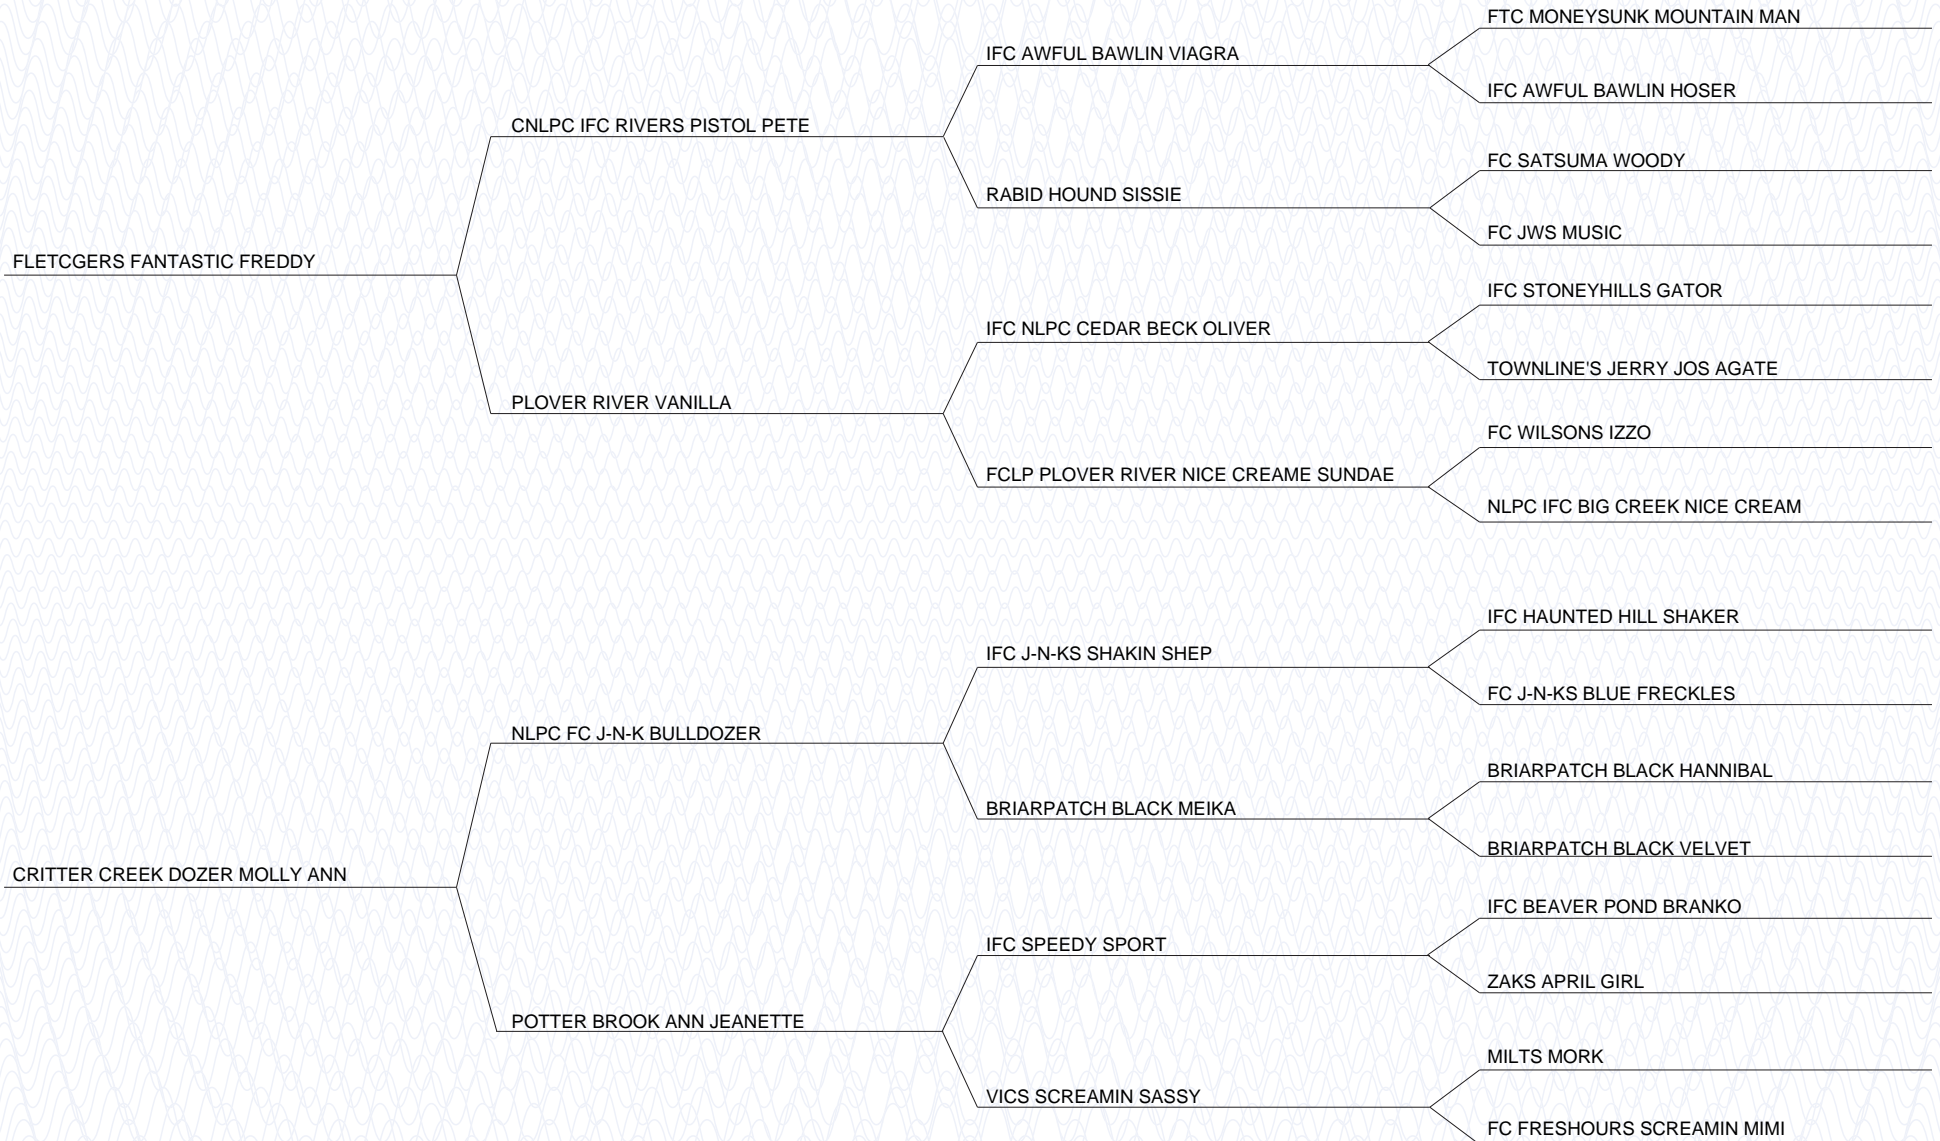 FTC MONEYSUNK MOUNTAIN MAN
IFC AWFUL BAWLIN VIAGRA
IFC AWFUL BAWLIN HOSER
CNLPC IFC RIVERS PISTOL PETE
FC SATSUMA WOODY
RABID HOUND SISSIE
FC JWS MUSIC
FLETCGERS FANTASTIC FREDDY
IFC STONEYHILLS GATOR
IFC NLPC CEDAR BECK OLIVER
TOWNLINE'S JERRY JOS AGATE
PLOVER RIVER VANILLA
FC WILSONS IZZO
FCLP PLOVER RIVER NICE CREAME SUNDAE
NLPC IFC BIG CREEK NICE CREAM
IFC HAUNTED HILL SHAKER
IFC J-N-KS SHAKIN SHEP
FC J-N-KS BLUE FRECKLES
NLPC FC J-N-K BULLDOZER
BRIARPATCH BLACK HANNIBAL
BRIARPATCH BLACK MEIKA
BRIARPATCH BLACK VELVET
CRITTER CREEK DOZER MOLLY ANN
IFC BEAVER POND BRANKO
IFC SPEEDY SPORT
ZAKS APRIL GIRL
POTTER BROOK ANN JEANETTE
MILTS MORK
VICS SCREAMIN SASSY
FC FRESHOURS SCREAMIN MIMI